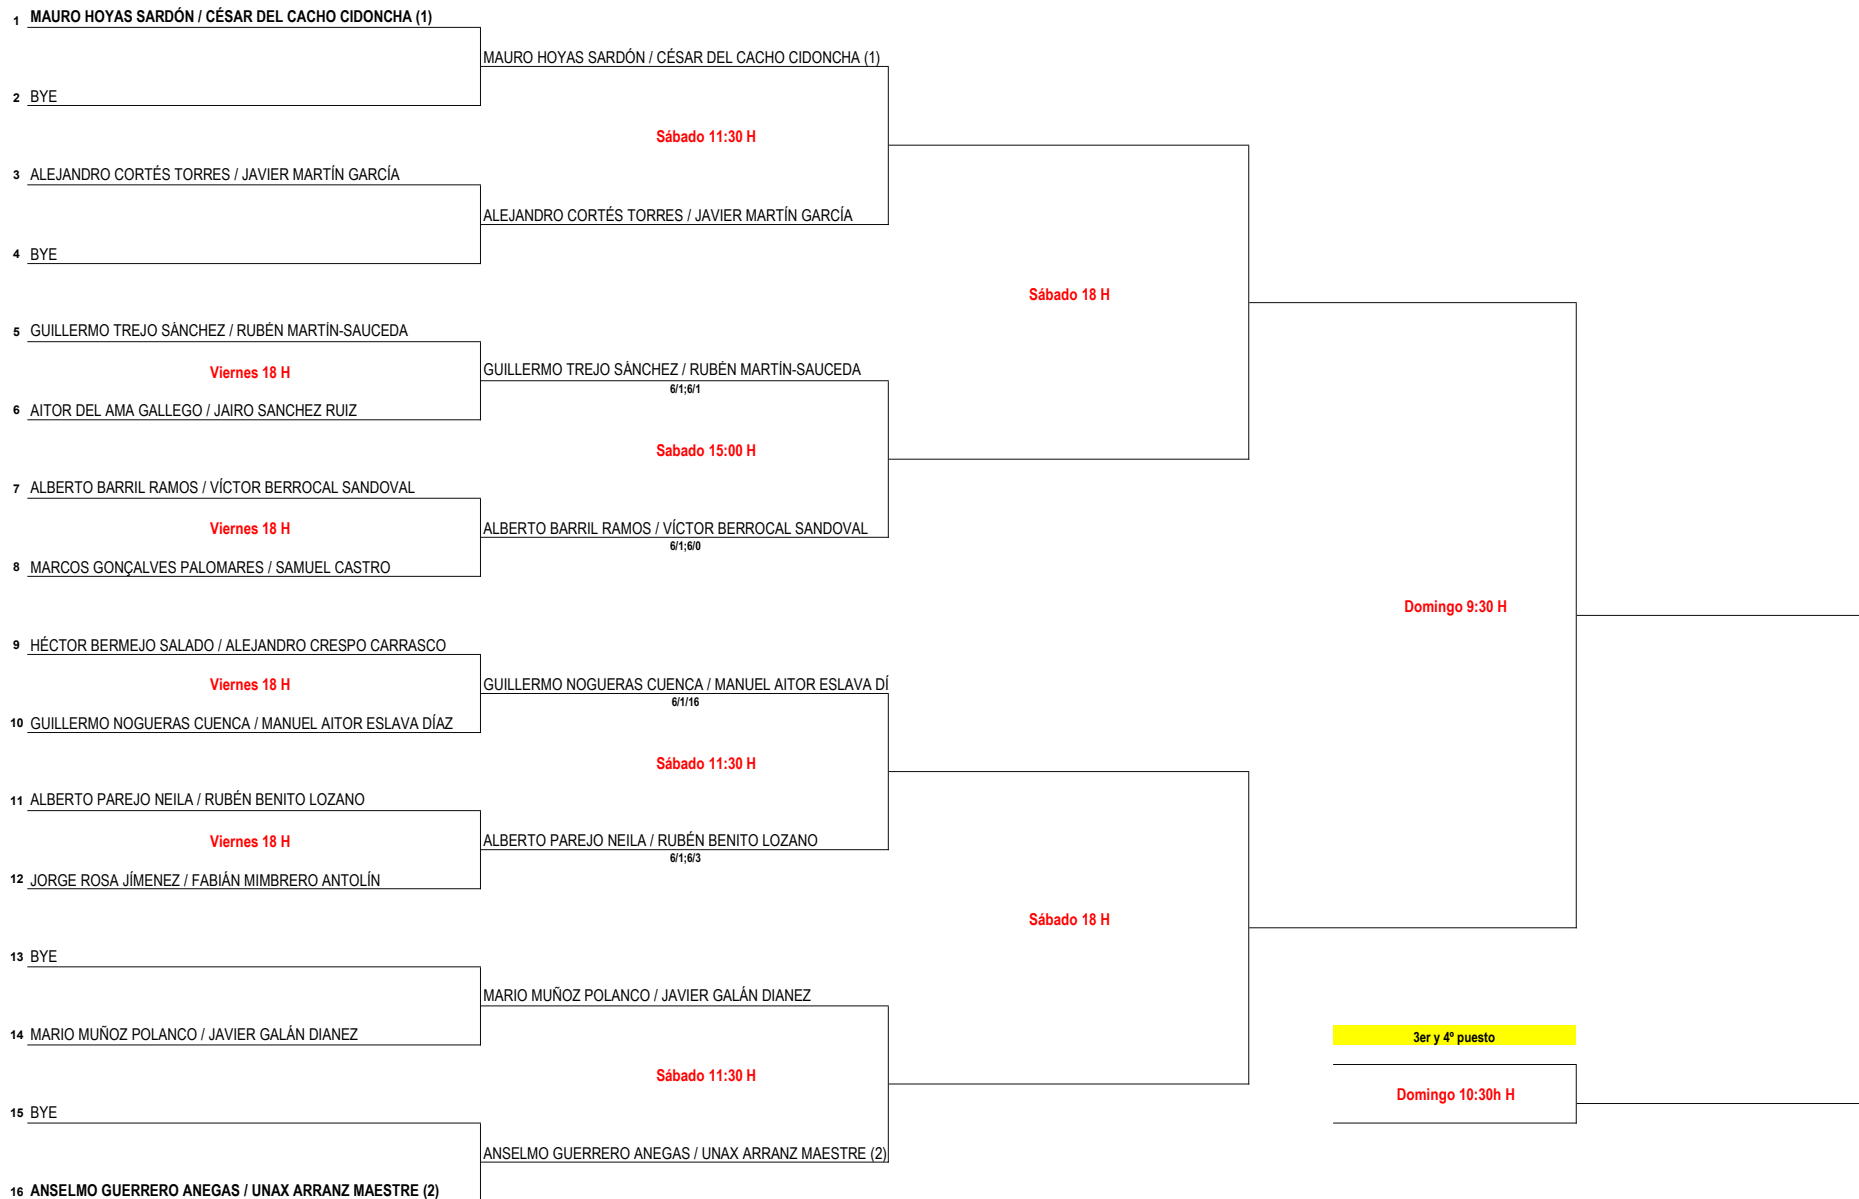 1 MAURO HOYAS SARDÓN / CÉSAR DEL CACHO CIDONCHA (1)
MAURO HOYAS SARDÓN / CÉSAR DEL CACHO CIDONCHA (1)
2 BYE
Sábado 11:30 H
3 ALEJANDRO CORTÉS TORRES / JAVIER MARTÍN GARCÍA
ALEJANDRO CORTÉS TORRES / JAVIER MARTÍN GARCÍA
4 BYE
Sábado 18 H
5 GUILLERMO TREJO SÁNCHEZ / RUBÉN MARTÍN-SAUCEDA
Viernes 18 H
GUILLERMO TREJO SÁNCHEZ / RUBÉN MARTÍN-SAUCEDA
6/1;6/1
6 AITOR DEL AMA GALLEGO / JAIRO SANCHEZ RUIZ
Sabado 15:00 H
7 ALBERTO BARRIL RAMOS / VÍCTOR BERROCAL SANDOVAL
Viernes 18 H
ALBERTO BARRIL RAMOS / VÍCTOR BERROCAL SANDOVAL
6/1;6/0
8 MARCOS GONÇALVES PALOMARES / SAMUEL CASTRO
Domingo 9:30 H
9 HÉCTOR BERMEJO SALADO / ALEJANDRO CRESPO CARRASCO
Viernes 18 H
GUILLERMO NOGUERAS CUENCA / MANUEL AITOR ESLAVA DÍ
6/1/16
10 GUILLERMO NOGUERAS CUENCA / MANUEL AITOR ESLAVA DÍAZ
Sábado 11:30 H
11 ALBERTO PAREJO NEILA / RUBÉN BENITO LOZANO
Viernes 18 H
ALBERTO PAREJO NEILA / RUBÉN BENITO LOZANO
6/1;6/3
12 JORGE ROSA JÍMENEZ / FABIÁN MIMBRERO ANTOLÍN
Sábado 18 H
13 BYE
MARIO MUÑOZ POLANCO / JAVIER GALÁN DIANEZ
14 MARIO MUÑOZ POLANCO / JAVIER GALÁN DIANEZ
3er y 4º puesto
Sábado 11:30 H
Domingo 10:30h H
15 BYE
ANSELMO GUERRERO ANEGAS / UNAX ARRANZ MAESTRE (2)
16 ANSELMO GUERRERO ANEGAS / UNAX ARRANZ MAESTRE (2)